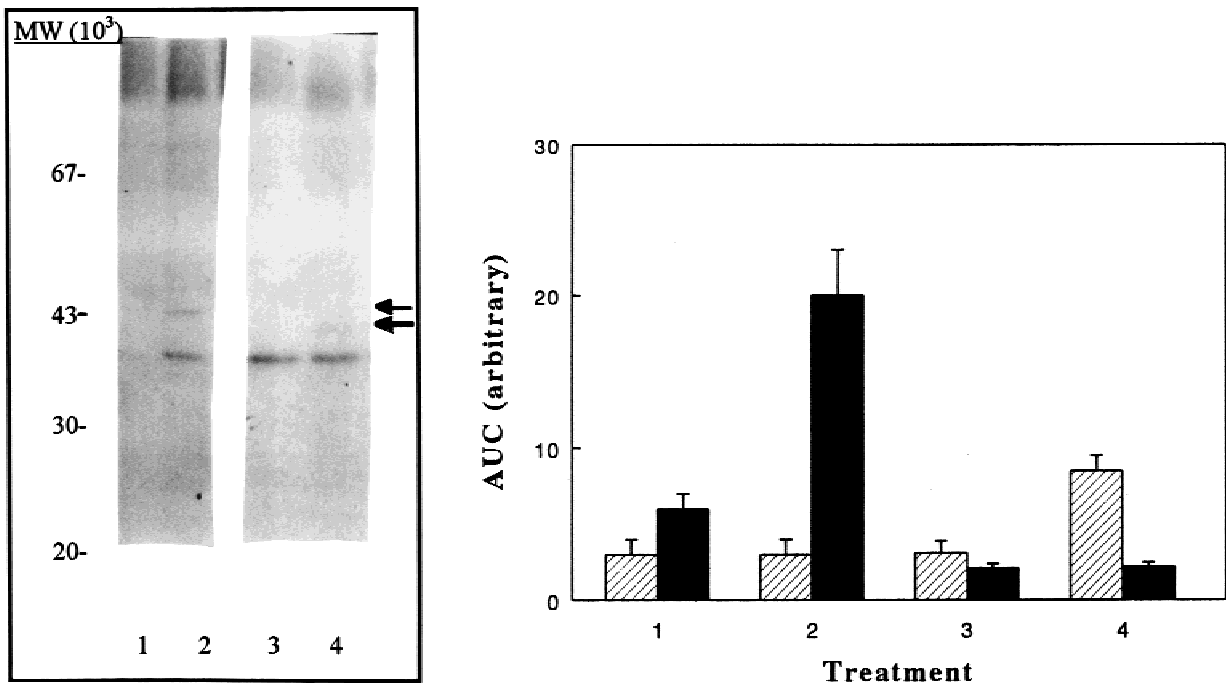 MW (10³)
67-
43-
30-
20-
1 2 3 4
30
20
10
0
AUC (arbitrary)
1 2 3 4
Treatment